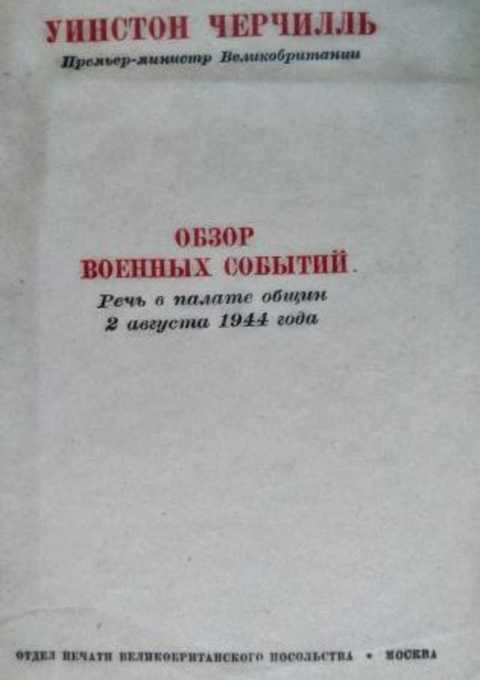 УИНСТОН ЧЕРЧИЛЛЬ
Премьер-министр Великобритании
ОБЗОР
ВОЕННЫХ СОБЫТИЙ.
Речь в палате общин
2 августа 1944 года
ОТДЕЛ ПЕЧАТИ ВЕЛИКОБРИТАНСКОГО ПОСОЛЬСТВА • МОСКВА